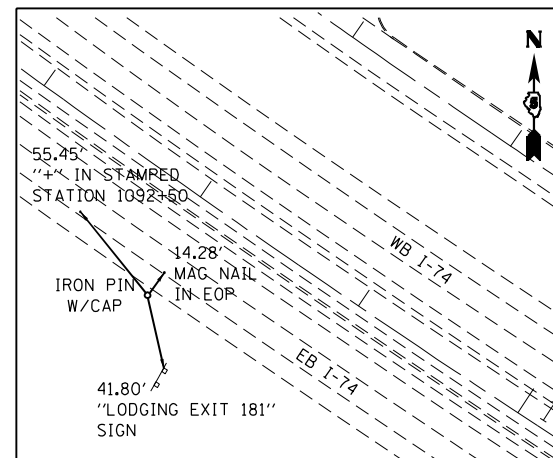 N
5
55.45'
"+" IN STAMPED
STATION 1092+50
WB I-74
14.28'
MAG NAIL
IN EOP
IRON PIN
W/CAP
EB I-74
41.80'
"LODGING EXIT 181"
SIGN